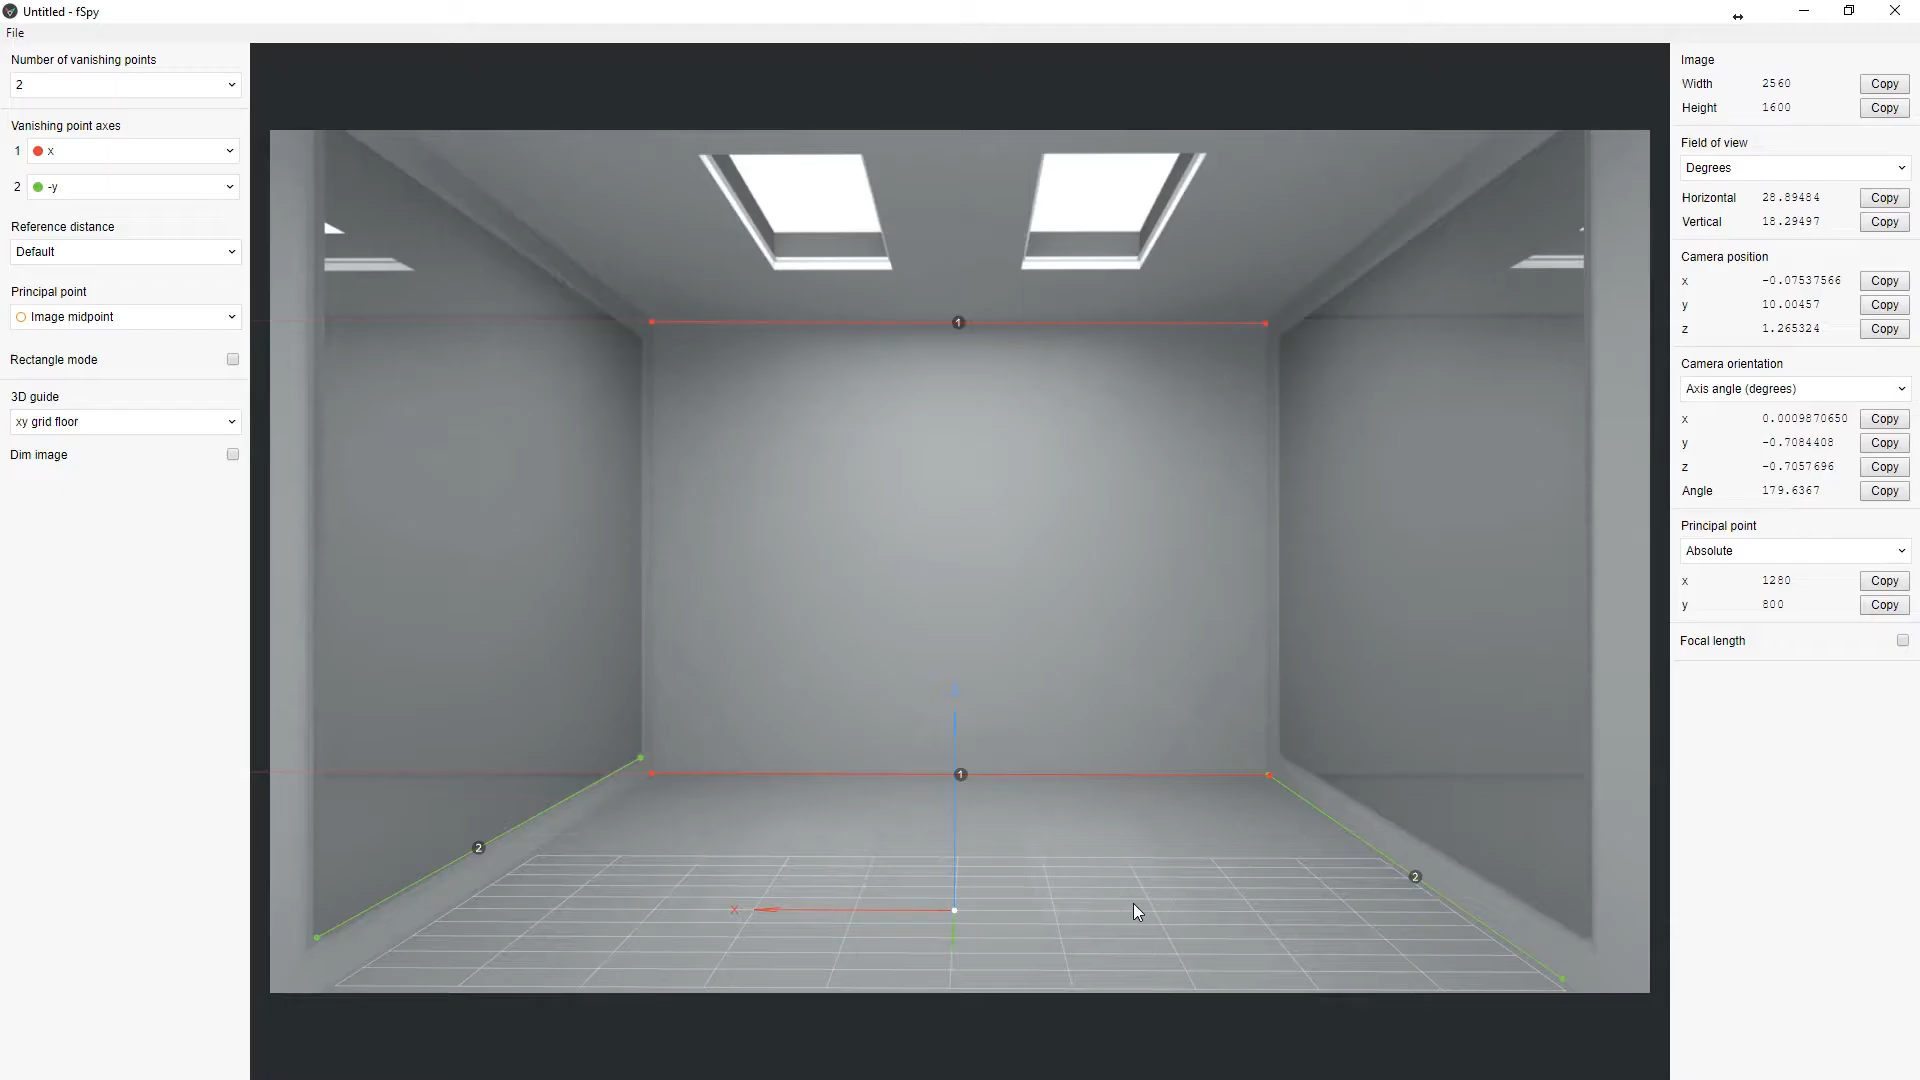 Untitled - fSpy
File
Number of vanishing points
2
Vanishing point axes
1 x
2 -y
Reference distance
Default
Principal point
Image midpoint
Rectangle mode
3D guide
xy grid floor
Dim image
1
1
2
2
x
Image
Width 2560 Copy
Height 1600 Copy
Field of view
Degrees
Horizontal 28.89484 Copy
Vertical 18.29497 Copy
Camera position
x -0.07537566 Copy
y 10.00457 Copy
z 1.265324 Copy
Camera orientation
Axis angle (degrees)
x 0.0009870650 Copy
y -0.7084408 Copy
z -0.7057696 Copy
Angle 179.6367 Copy
Principal point
Absolute
x 1280 Copy
y 800 Copy
Focal length